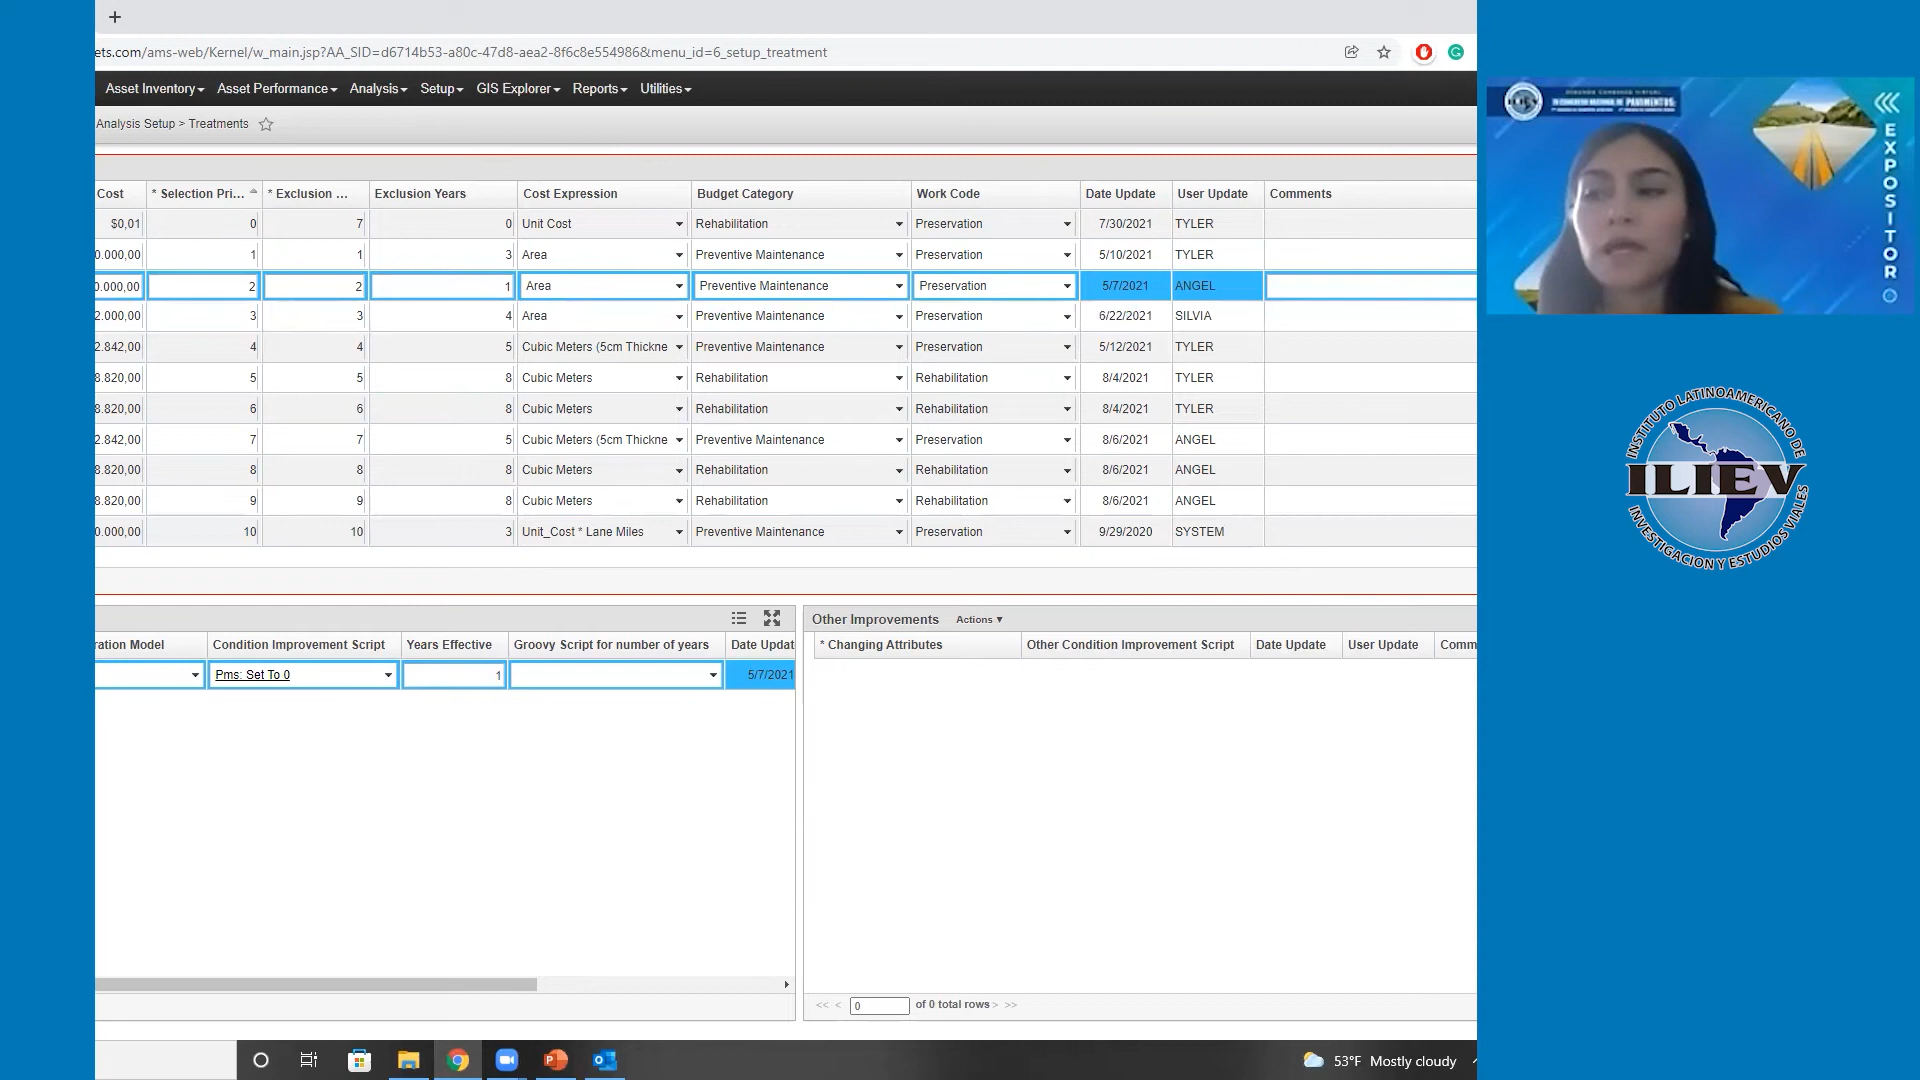 +
ets.com/ams-web/Kernel/w_main.jsp?AA_SID=d6714b53-a80c-47d8-aea2-8f6c8e554986&menu_id=6_setup_treatment
Asset Inventory Asset Performance Analysis Setup GIS Explorer Reports Utilities
Analysis Setup > Treatments
Cost * Selection Pri... * Exclusion ... Exclusion Years Cost Expression Budget Category Work Code Date Update User Update Comments
$0,01 0 7 0 Unit Cost Rehabilitation Preservation 7/30/2021 TYLER
0.000,00 1 1 3 Area Preventive Maintenance Preservation 5/10/2021 TYLER
0.000,00 2 2 1 Area Preventive Maintenance Preservation 5/7/2021 ANGEL
2.000,00 3 3 4 Area Preventive Maintenance Preservation 6/22/2021 SILVIA
2.842,00 4 4 5 Cubic Meters (5cm Thickne Preventive Maintenance Preservation 5/12/2021 TYLER
8.820,00 5 5 8 Cubic Meters Rehabilitation Rehabilitation 8/4/2021 TYLER
8.820,00 6 6 8 Cubic Meters Rehabilitation Rehabilitation 8/4/2021 TYLER
2.842,00 7 7 5 Cubic Meters (5cm Thickne Preventive Maintenance Preservation 8/6/2021 ANGEL
8.820,00 8 8 8 Cubic Meters Rehabilitation Rehabilitation 8/6/2021 ANGEL
8.820,00 9 9 8 Cubic Meters Rehabilitation Rehabilitation 8/6/2021 ANGEL
0.000,00 10 10 3 Unit_Cost * Lane Miles Preventive Maintenance Preservation 9/29/2020 SYSTEM
ration Model Condition Improvement Script Years Effective Groovy Script for number of years Date Updat
Pms: Set To 0 1 5/7/2021
Other Improvements Actions ▾
* Changing Attributes Other Condition Improvement Script Date Update User Update Comm
<< < 0 of 0 total rows > >>
53°F Mostly cloudy
CONGRESO NACIONAL DE PAVIMENTOS
EXPOSITOR
INSTITUTO LATINOAMERICANO DE
ILIEV
INVESTIGACION Y ESTUDIOS VIALES